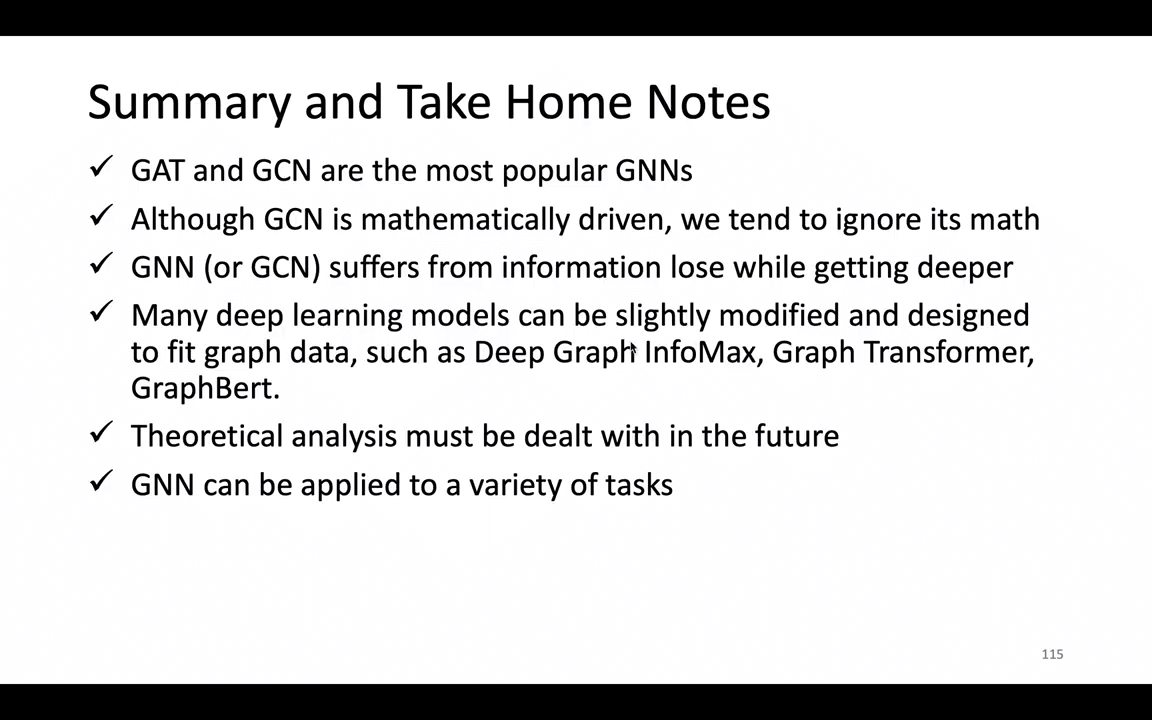 Summary and Take Home Notes
✓ GAT and GCN are the most popular GNNs
✓ Although GCN is mathematically driven, we tend to ignore its math
✓ GNN (or GCN) suffers from information lose while getting deeper
✓ Many deep learning models can be slightly modified and designed
to fit graph data, such as Deep Graph InfoMax, Graph Transformer,
GraphBert.
✓ Theoretical analysis must be dealt with in the future
✓ GNN can be applied to a variety of tasks
115